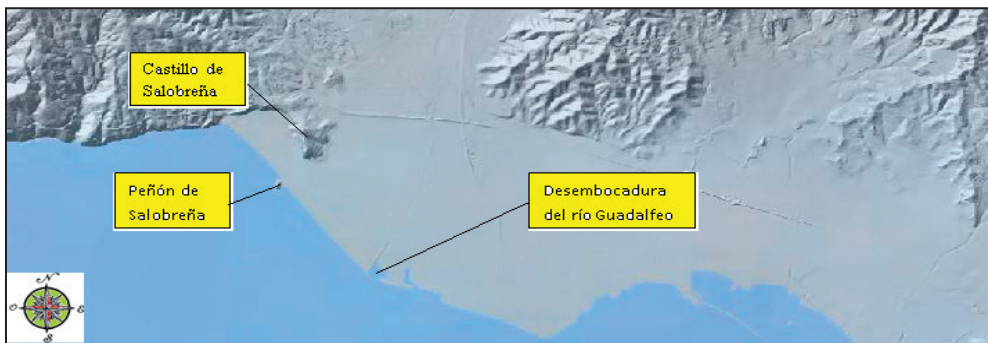 Castillo de
Salobreña
Peñón de
Salobreña
Desembocadura
del río Guadalfeo
N
O
E
S